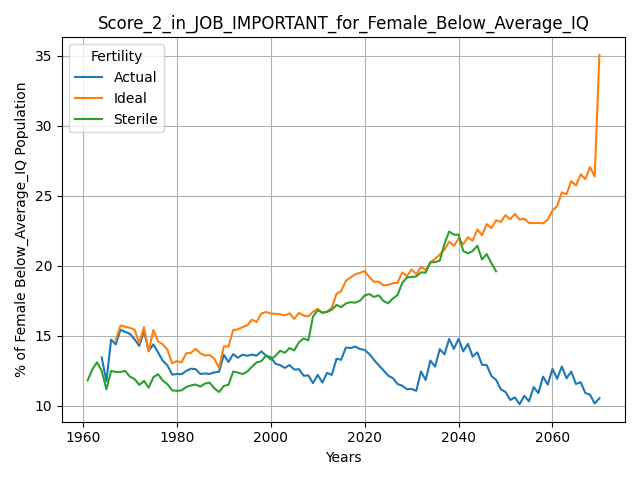 Score_2_in_JOB_IMPORTANT_for_Female_Below_Average_IQ
% of Female Below_Average_IQ Population
35
30
25
20
15
10
Fertility
Actual
Ideal
Sterile
1960 1980 2000 2020 2040 2060
Years